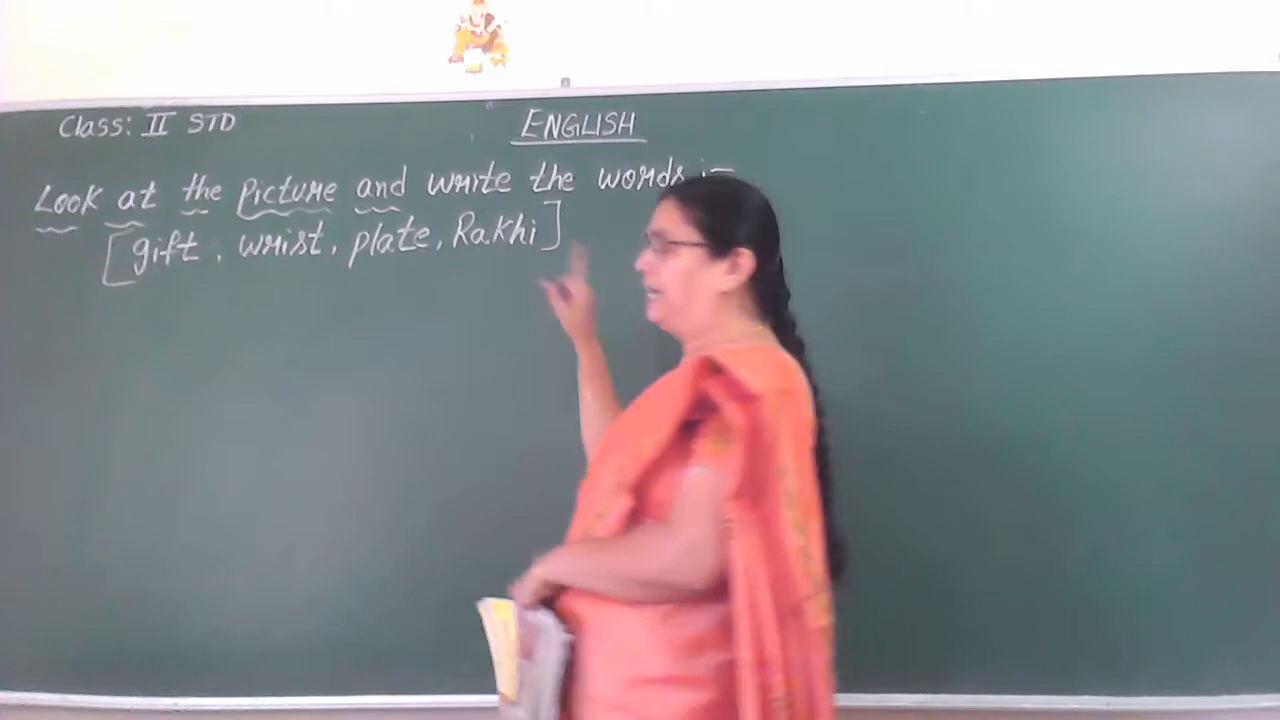 Class: II STD
ENGLISH
Look at the Picture and write the words :-
[gift, wrist, plate, Rakhi]